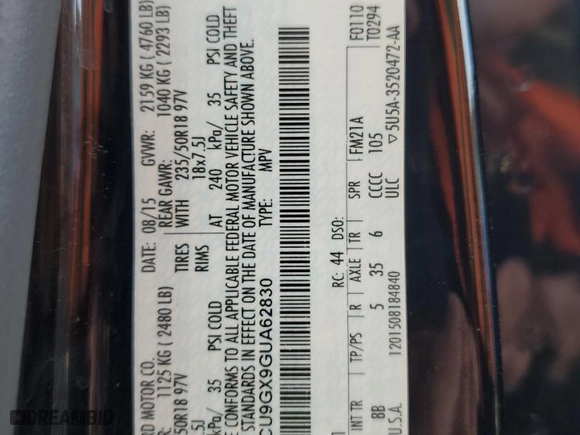 RD MOTOR CO. DATE: 08/15 GVWR: 2159 KG ( 4760 LB)
1125 KG ( 2480 LB) REAR GAWR: 1040 KG ( 2293 LB)
50R18 97V TIRES WITH 235/50R18 97V
RIMS 18x7.5J
kPa/ 35 PSI COLD AT 240 kPa/ 35 PSI COLD
CONFORMS TO ALL APPLICABLE FEDERAL MOTOR VEHICLE SAFETY AND THEFT
STANDARDS IN EFFECT ON THE DATE OF MANUFACTURE SHOWN ABOVE.
CU9GX9GUA62830 TYPE: MPV
F0110
T0294
RC: 44 DSO:
INT TR TP/PS R AXLE TR SPR FM21A
8B 5 35 6 CCCC 105
U.S.A. 1201508184840 ULC ▽5U5A-3520472-AA
DREAMBID